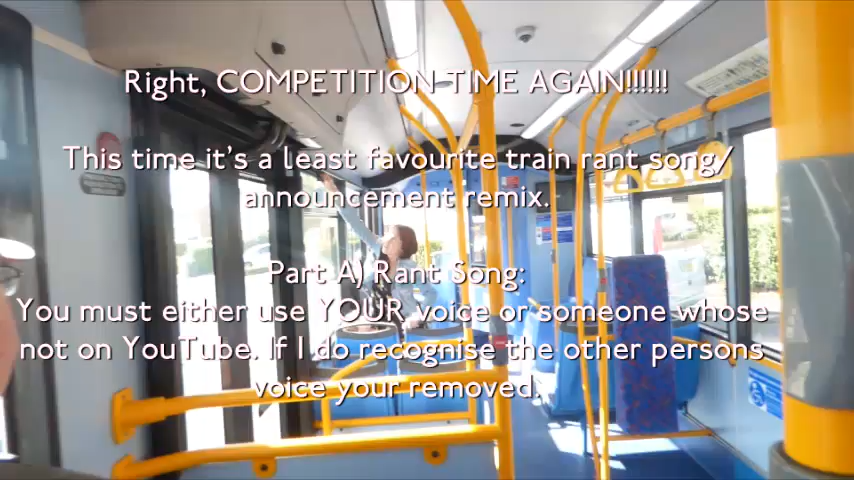 Right, COMPETITION TIME AGAIN!!!!!!
This time it's a least favourite train rant song/
announcement remix.
Part A) Rant Song:
You must either use YOUR voice or someone whose
not on YouTube. If I do recognise the other persons
voice your removed.